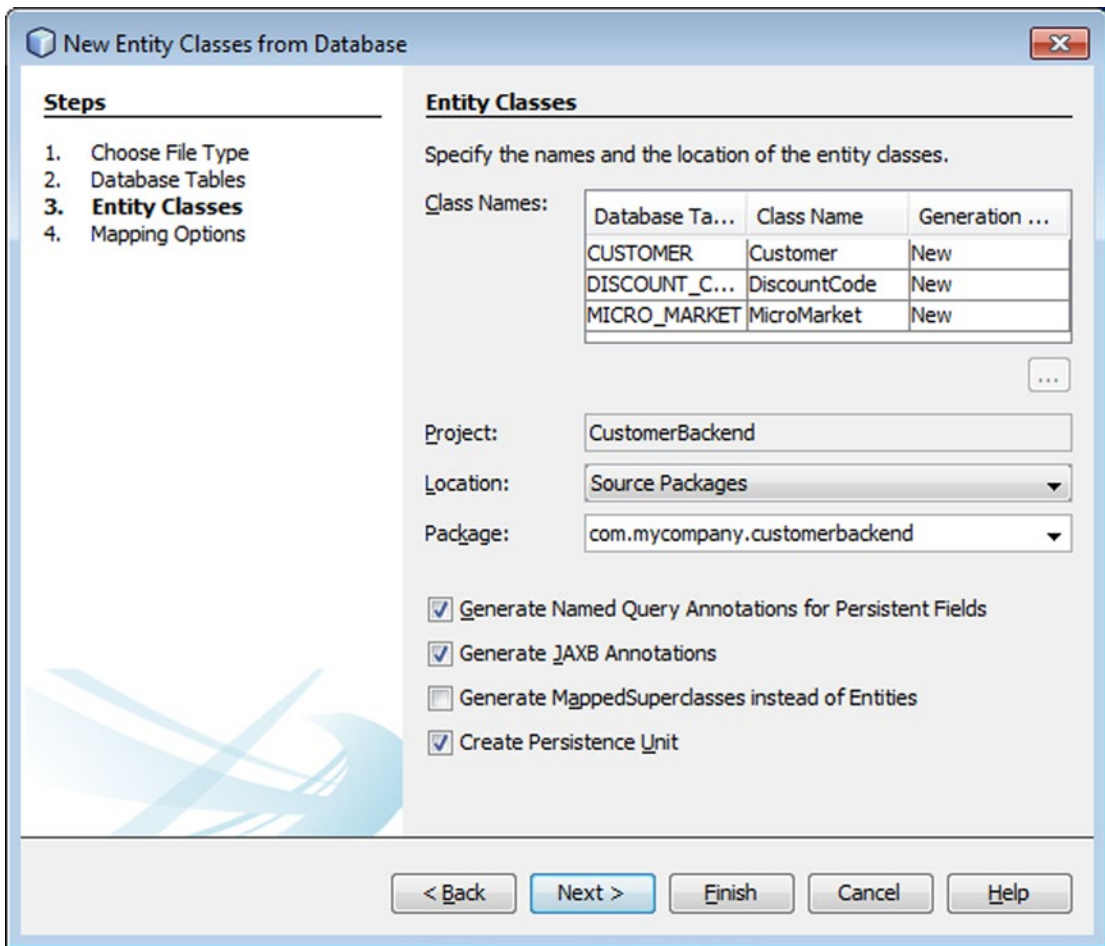 New Entity Classes from Database
Steps
1. Choose File Type
2. Database Tables
3. Entity Classes
4. Mapping Options
Entity Classes
Specify the names and the location of the entity classes.
Class Names:
Database Ta... Class Name Generation ...
CUSTOMER Customer New
DISCOUNT_C... DiscountCode New
MICRO_MARKET MicroMarket New
...
Project: CustomerBackend
Location: Source Packages
Package: com.mycompany.customerbackend
Generate Named Query Annotations for Persistent Fields
Generate JAXB Annotations
Generate MappedSuperclasses instead of Entities
Create Persistence Unit
< Back Next > Finish Cancel Help